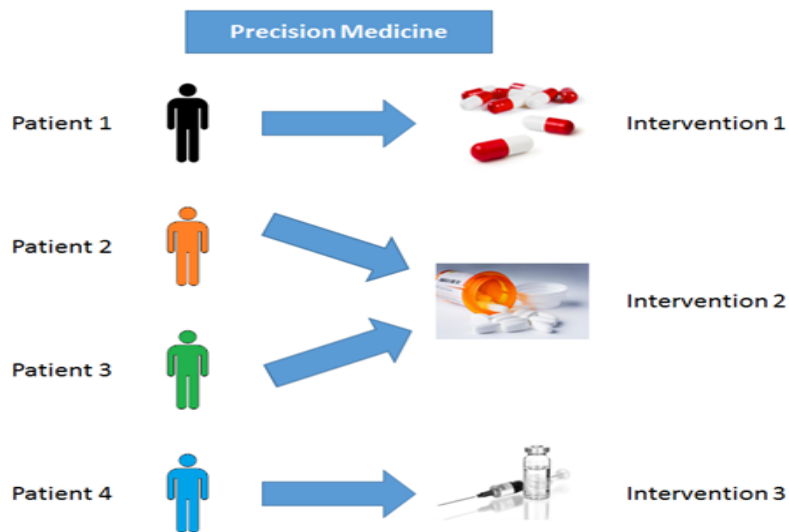 Precision Medicine
Patient 1
Intervention 1
Patient 2
Intervention 2
Patient 3
Patient 4
Intervention 3